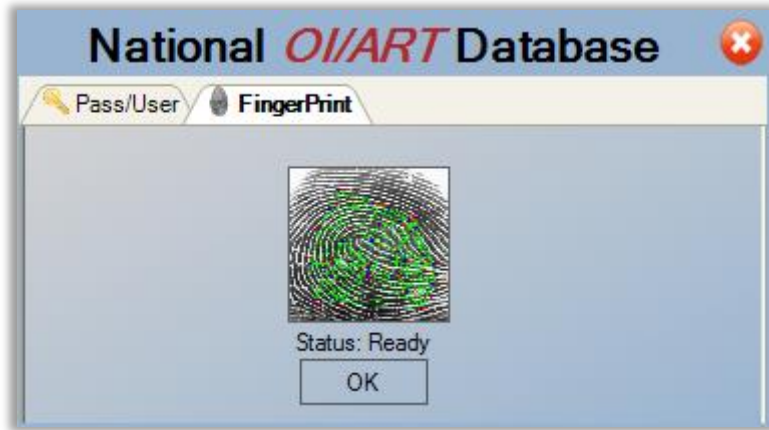 National OI/ART Database
Pass/User FingerPrint
Status: Ready
OK